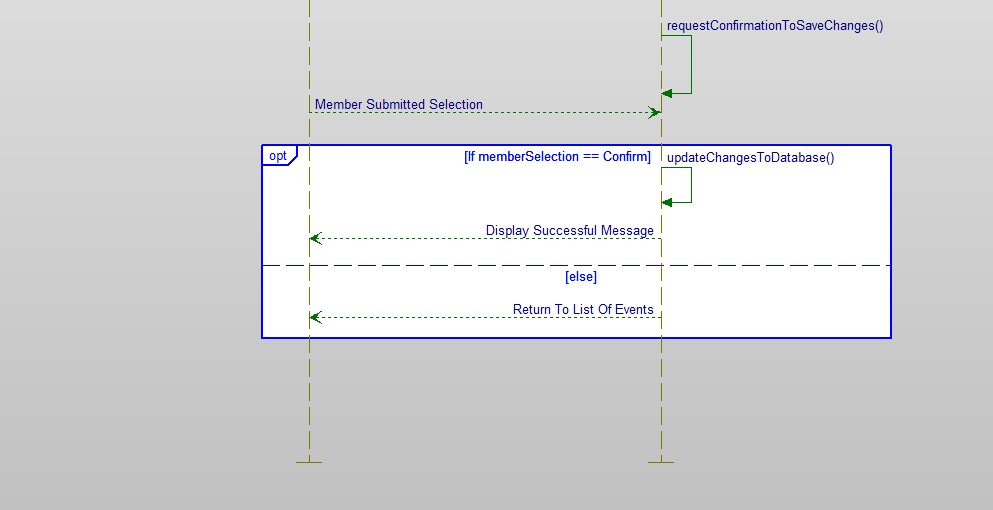 requestConfirmationToSaveChanges()
Member Submitted Selection
opt
[If memberSelection == Confirm]
updateChangesToDatabase()
Display Successful Message
[else]
Return To List Of Events